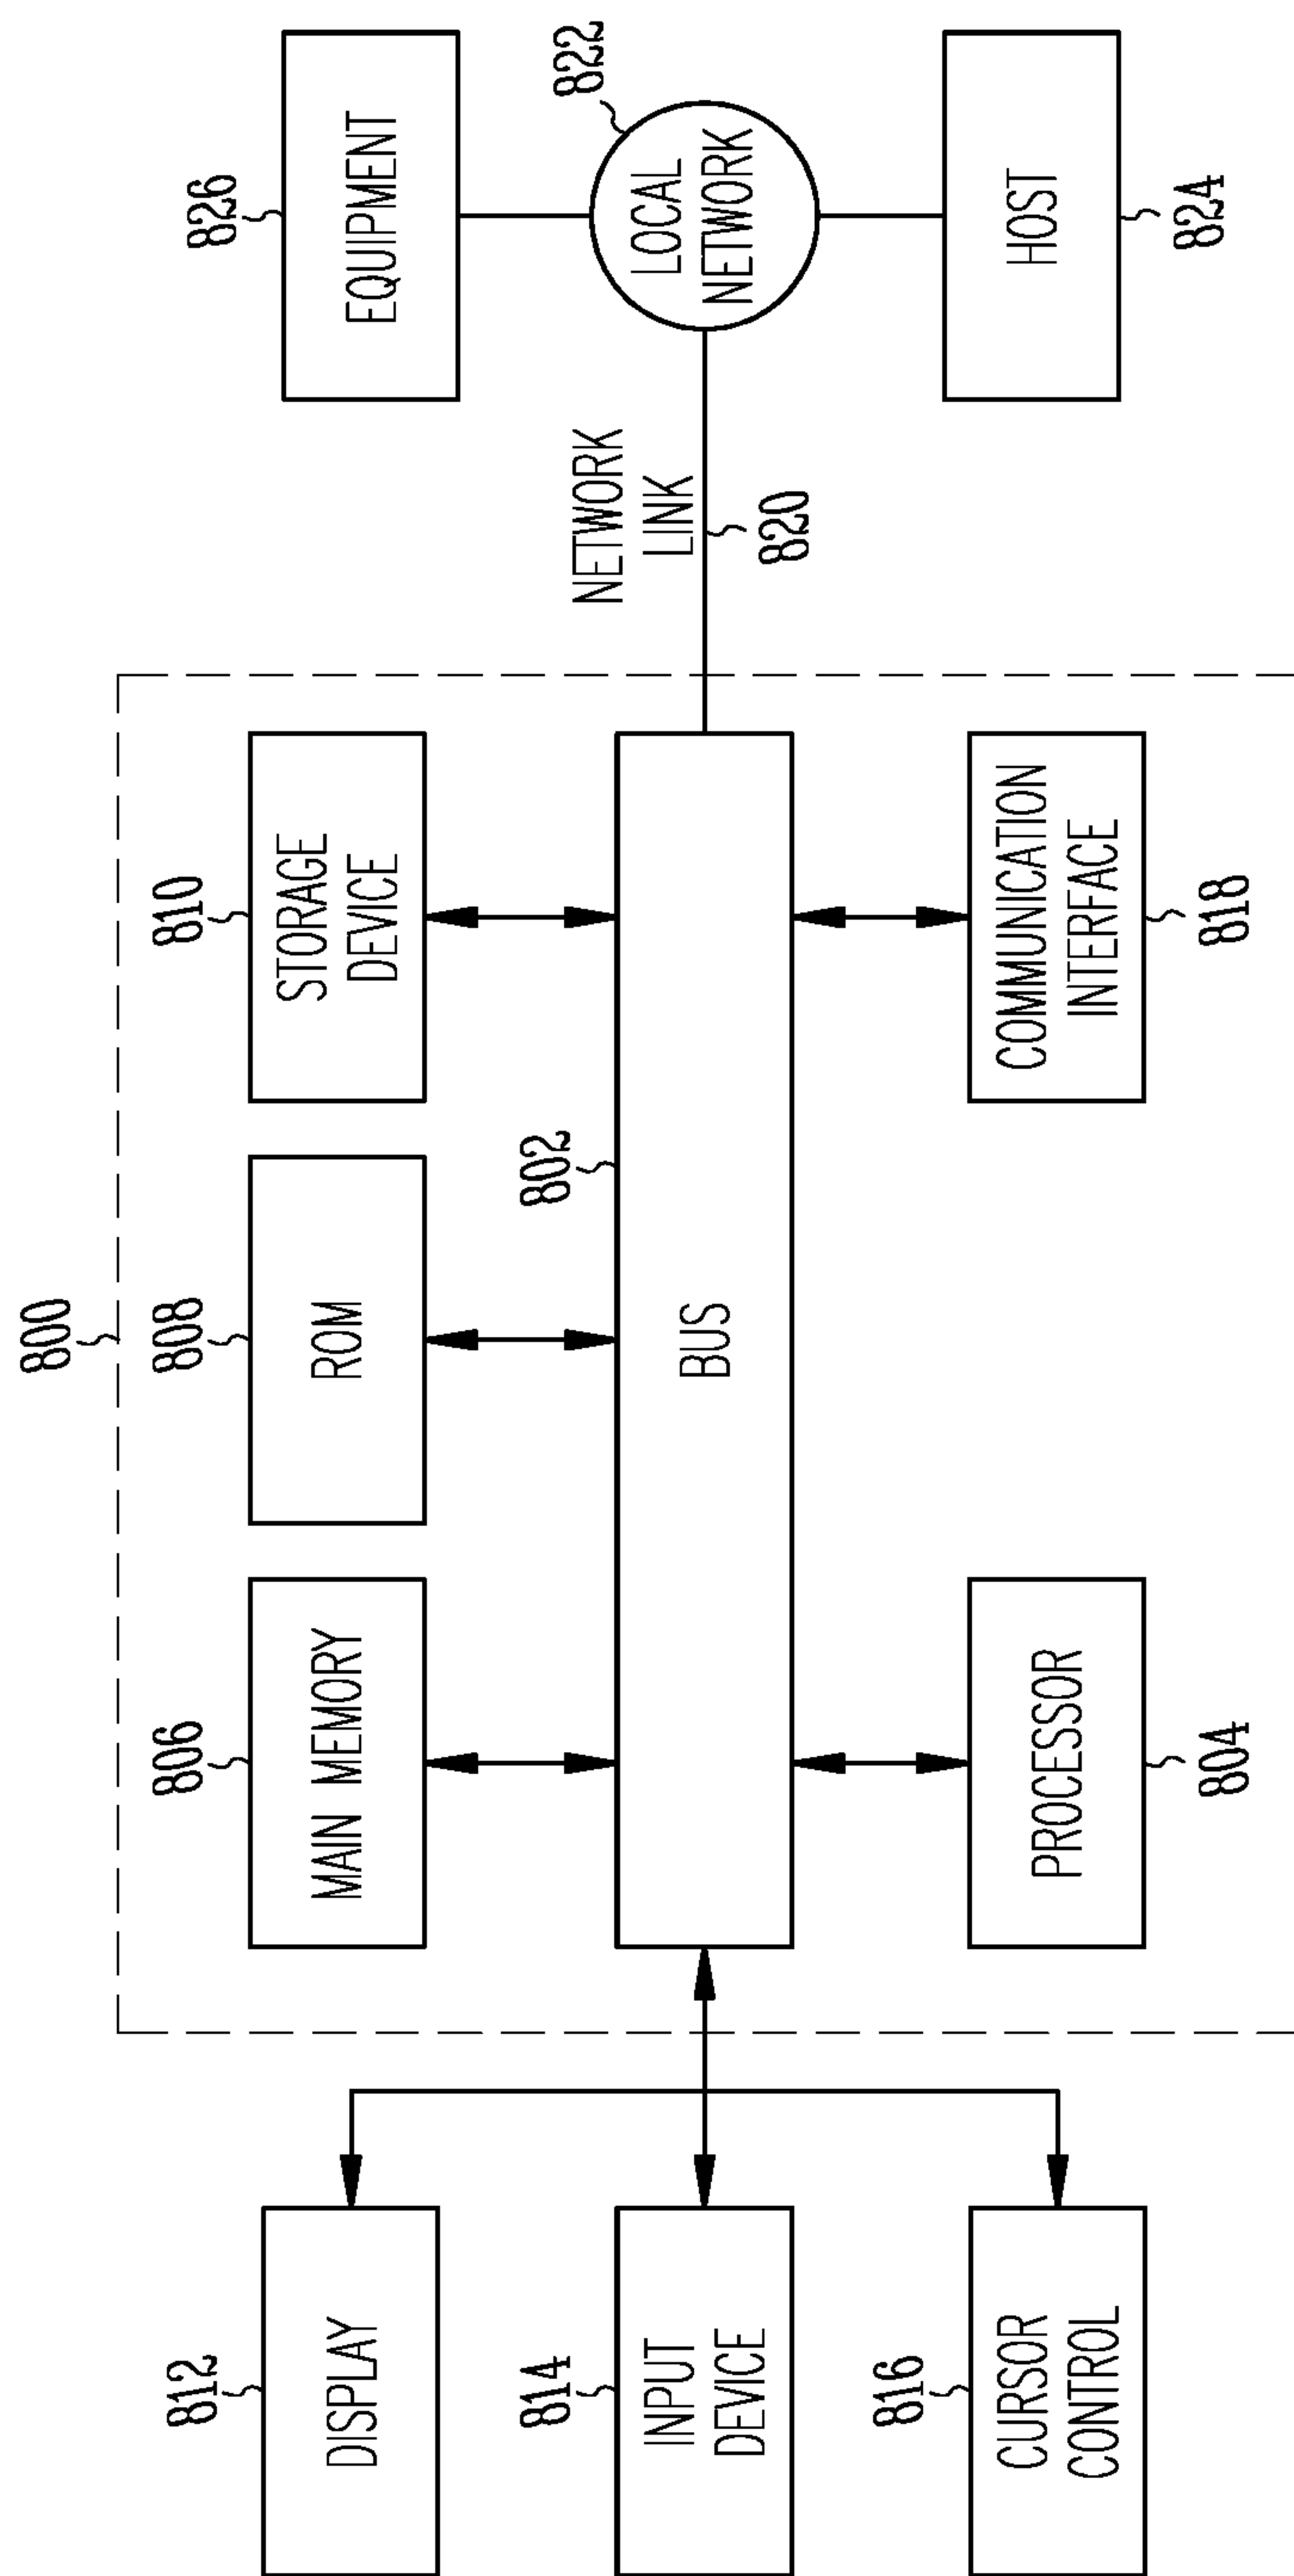 800
806
808
810
826
812
MAIN MEMORY
ROM
STORAGE
DEVICE
EQUIPMENT
DISPLAY
802
822
814
NETWORK
LINK
INPUT
DEVICE
BUS
LOCAL
NETWORK
820
816
CURSOR
CONTROL
PROCESSOR
COMMUNICATION
INTERFACE
HOST
804
818
824